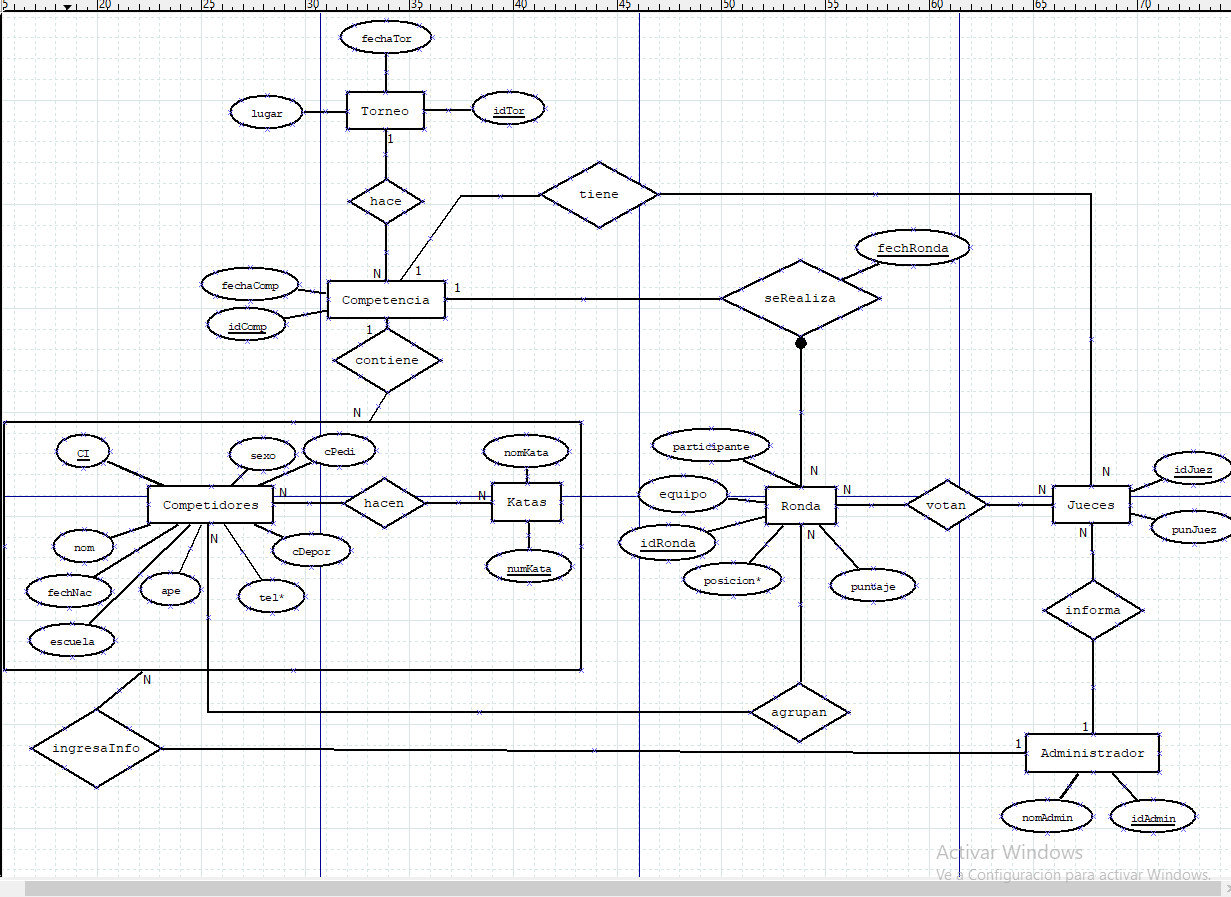 5 20 25 30 35 40 45 50 55 60 65 70
fechaTor
lugar
Torneo
idTor
1
hace
tiene
fechRonda
N
1
fechaComp
Competencia
1
seRealiza
idComp
1
contiene
N
CI
sexo
cPedi
nomKata
participante
N
N
idJuez
Competidores
N
hacen
N
Katas
equipo
Ronda
N
votan
N
Jueces
nom
N
cDepor
idRonda
N
N
punJuez
fechNac
ape
tel*
numKata
posicion*
puntaje
informa
escuela
N
agrupan
1
ingresaInfo
1
Administrador
nomAdmin
idAdmin
Activar Windows
Ve a Configuración para activar Windows.